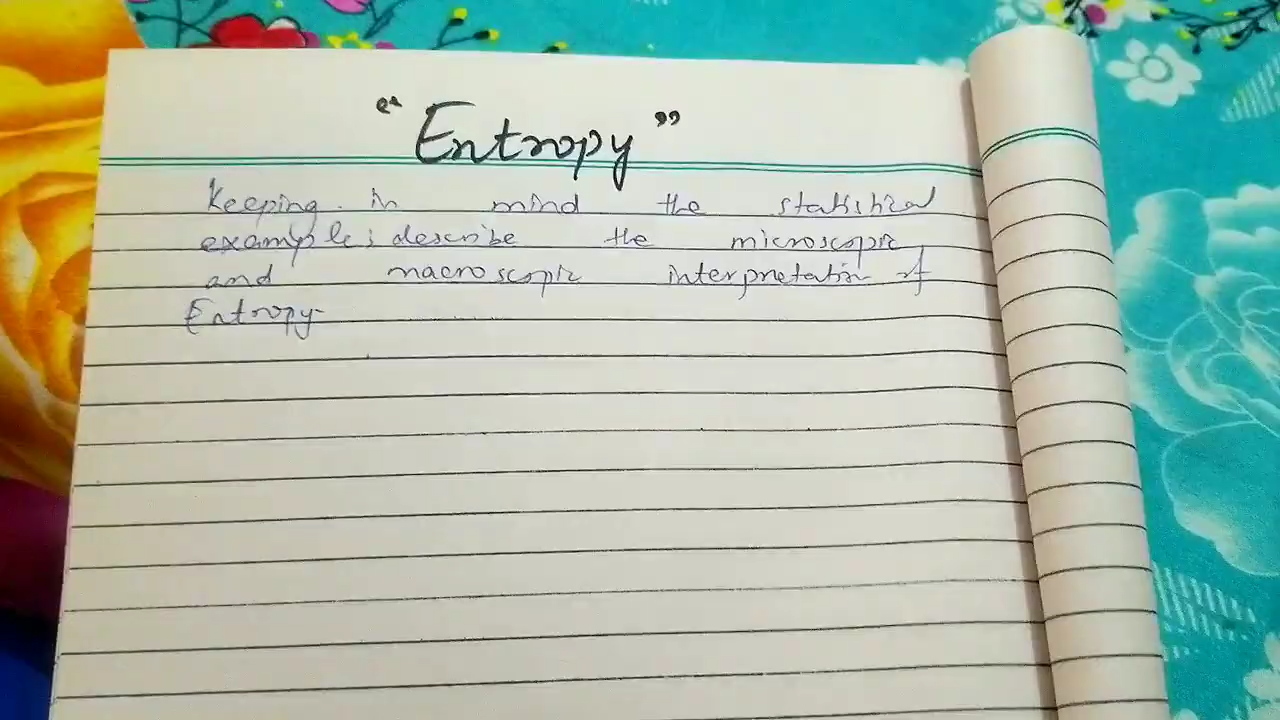 "Entropy"
Keeping in mind the statistical
example; describe the microscopic
and macroscopic interpretation of
Entropy-